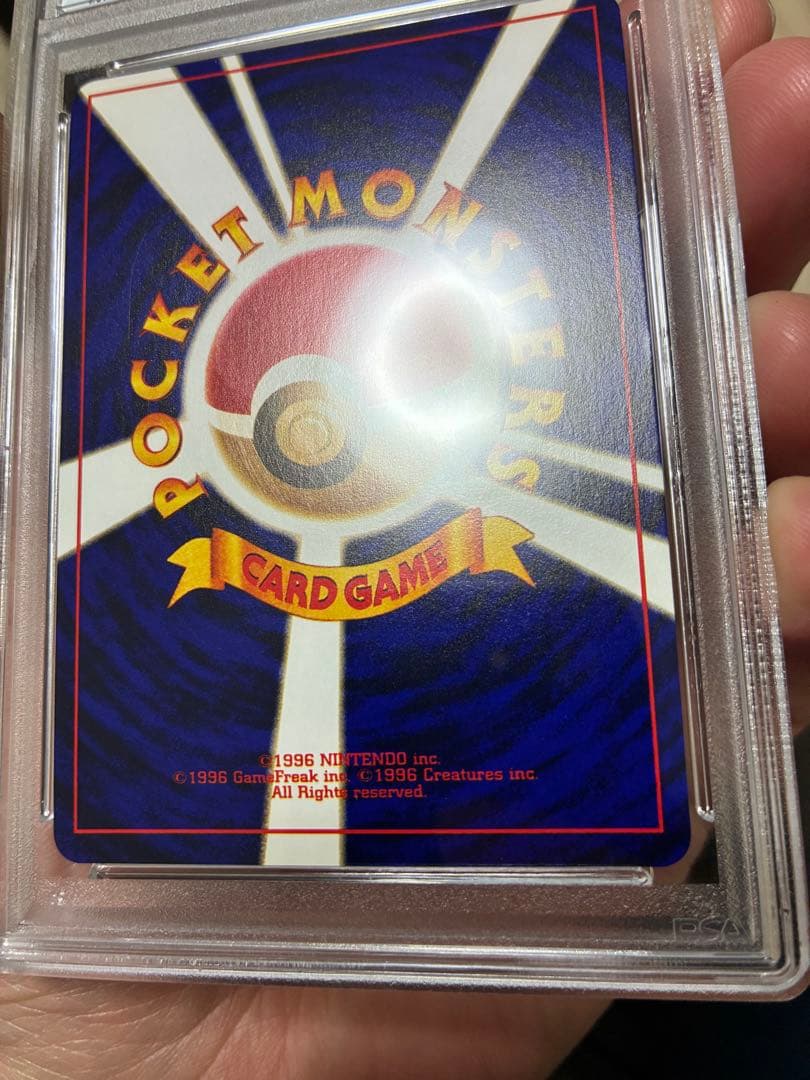 POCKET MONSTERS
CARD GAME
©1996 NINTENDO inc.
©1996 GameFreak inc. ©1996 Creatures inc.
All Rights reserved.
PSA